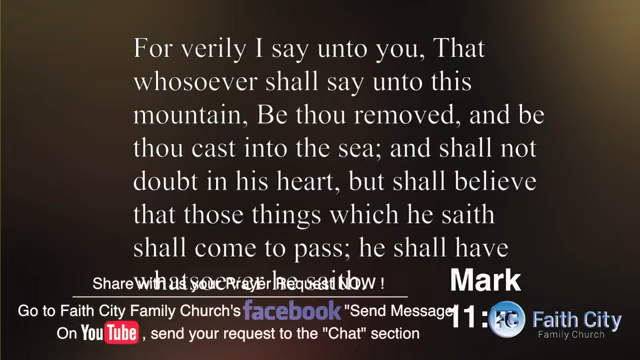 For verily I say unto you, That
whosoever shall say unto this
mountain, Be thou removed, and be
thou cast into the sea; and shall not
doubt in his heart, but shall believe
that those things which he saith
shall come to pass; he shall have
whatsoever he saith.
Share with us your Prayer Request NOW !
Mark
Go to Faith City Family Church's facebook "Send Message"
11:
On YouTube , send your request to the "Chat" section
Faith City
Family Church